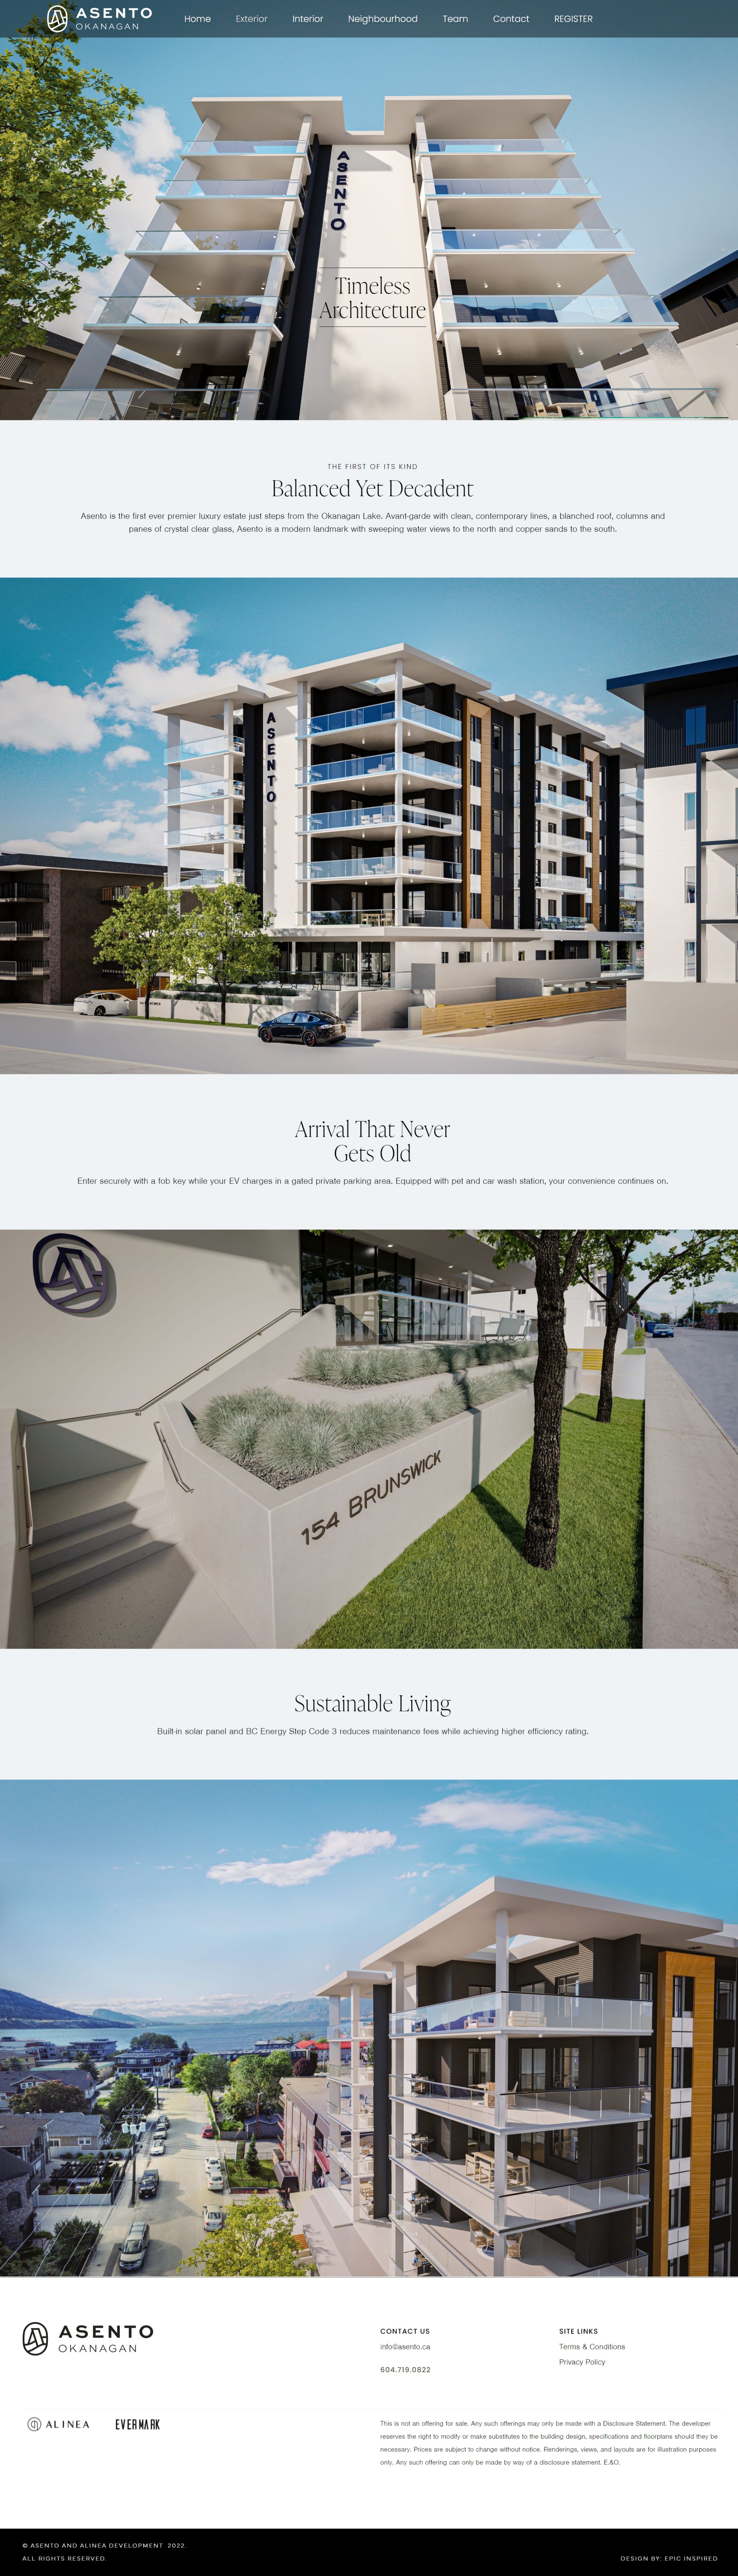 ASENTO
OKANAGAN
Home Exterior Interior Neighbourhood Team Contact REGISTER
ASENTO
Timeless
Architecture
THE FIRST OF ITS KIND
Balanced Yet Decadent
Asento is the first ever premier luxury estate just steps from the Okanagan Lake. Avant-garde with clean, contemporary lines, a blanched roof, columns and
panes of crystal clear glass, Asento is a modern landmark with sweeping water views to the north and copper sands to the south.
ASENTO
Arrival That Never
Gets Old
Enter securely with a fob key while your EV charges in a gated private parking area. Equipped with pet and car wash station, your convenience continues on.
154 BRUNSWICK
Sustainable Living
Built-in solar panel and BC Energy Step Code 3 reduces maintenance fees while achieving higher efficiency rating.
ASENTO
OKANAGAN
CONTACT US
info@asento.ca
604.719.0822
SITE LINKS
Terms & Conditions
Privacy Policy
ALINEA EVERMARK
This is not an offering for sale. Any such offerings may only be made with a Disclosure Statement. The developer
reserves the right to modify or make substitutes to the building design, specifications and floorplans should they be
necessary. Prices are subject to change without notice. Renderings, views, and layouts are for illustration purposes
only. Any such offering can only be made by way of a disclosure statement. E.&O.
© ASENTO AND ALINEA DEVELOPMENT 2022.
ALL RIGHTS RESERVED.
DESIGN BY: EPIC INSPIRED